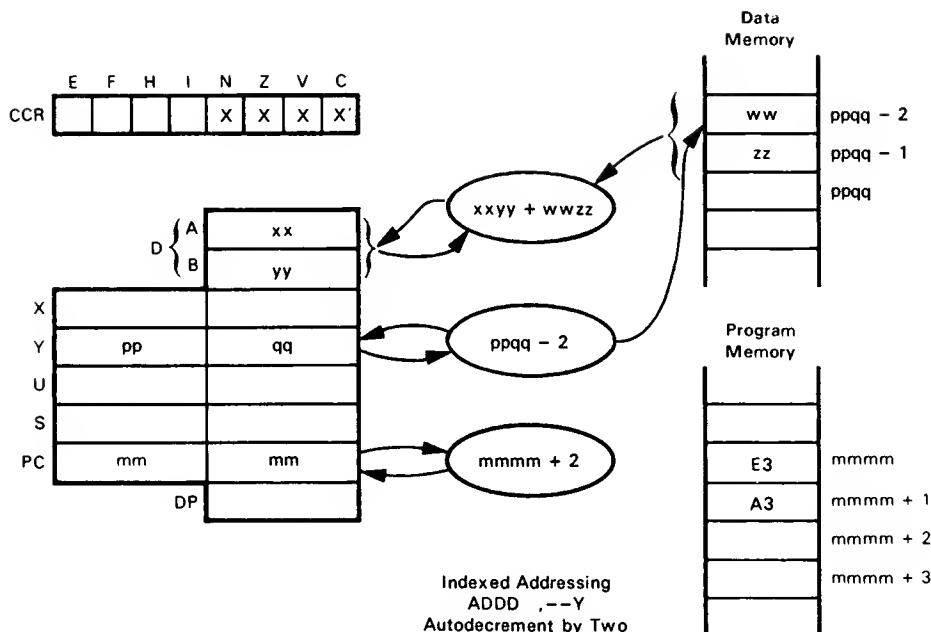 Data
Memory
E F H I N Z V C
CCR X X X X'
ww ppqq - 2
zz ppqq - 1
ppqq
xxyy + wwzz
D { A xx }
B yy
X
Y pp qq
ppqq - 2
U
S
PC mm mm
mmmm + 2
DP
Program
Memory
E3 mmmm
A3 mmmm + 1
mmmm + 2
mmmm + 3
Indexed Addressing
ADDD ,--Y
Autodecrement by Two